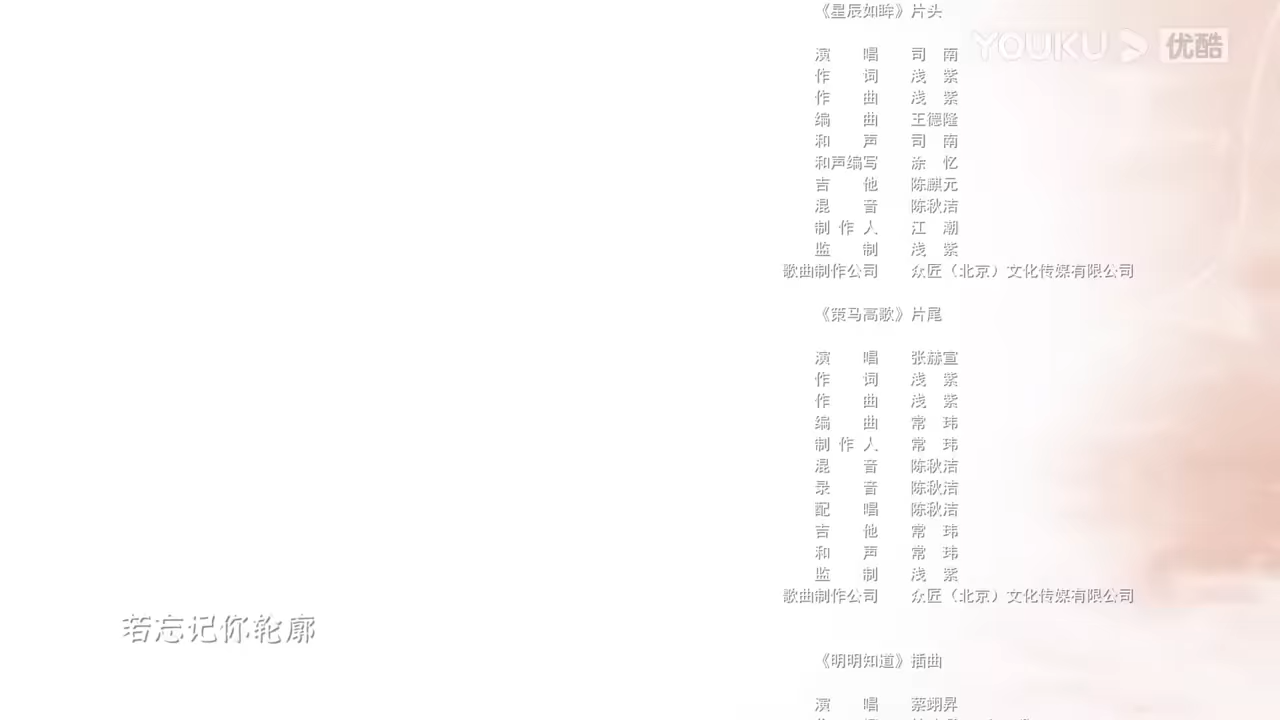 《星辰如眸》片头
YOUKU 优酷
演 唱 司 南
作 词 浅 紫
作 曲 浅 紫
编 曲 王德隆
和 声 司 南
和声编写 涂 忆
吉 他 陈麒元
混 音 陈秋洁
制 作 人 江 潮
监 制 浅 紫
歌曲制作公司 众匠（北京）文化传媒有限公司
《策马高歌》片尾
演 唱 张赫宣
作 词 浅 紫
作 曲 浅 紫
编 曲 常 玮
制 作 人 常 玮
混 音 陈秋洁
录 音 陈秋洁
配 唱 陈秋洁
吉 他 常 玮
和 声 常 玮
监 制 浅 紫
歌曲制作公司 众匠（北京）文化传媒有限公司
若忘记你轮廓
《明明知道》插曲
演 唱 蔡翊昇